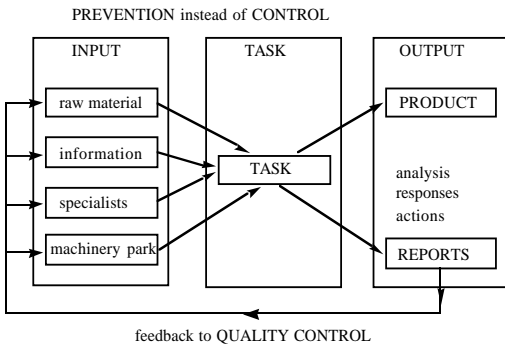 PREVENTION instead of CONTROL
INPUT
TASK
OUTPUT
raw material
information
specialists
machinery park
TASK
PRODUCT
analysis
responses
actions
REPORTS
feedback to QUALITY CONTROL